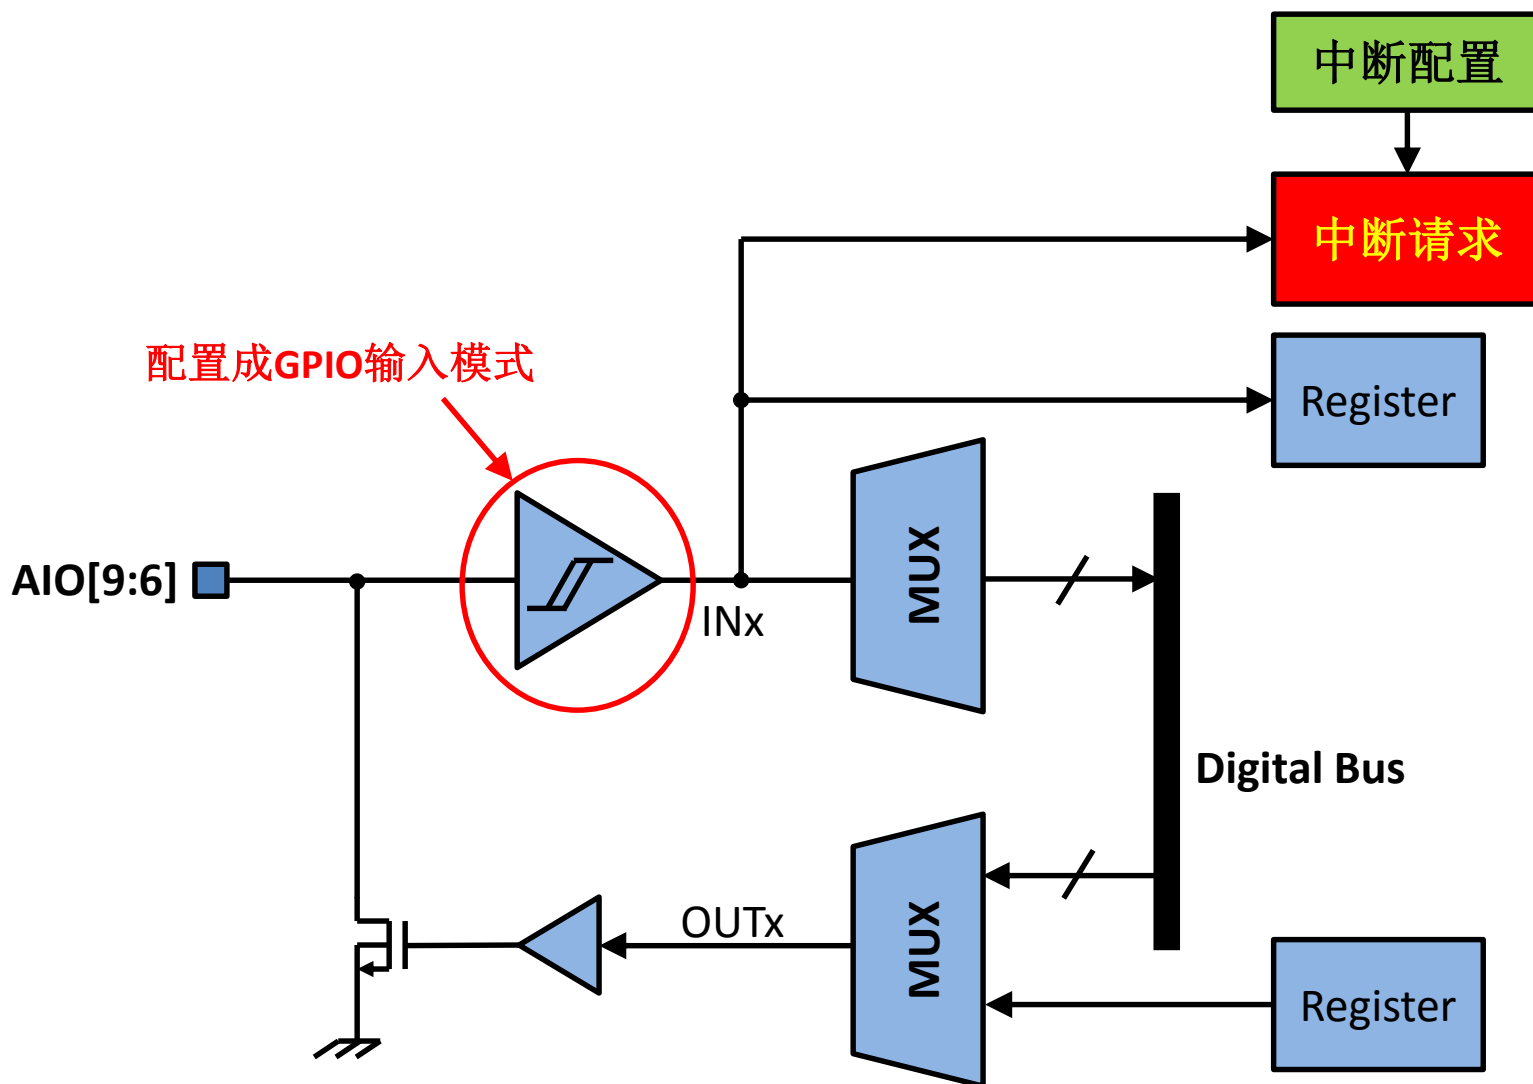 中断配置
中断请求
配置成GPIO输入模式
Register
MUX
AIO[9:6]
INx
Digital Bus
OUTx
MUX
Register